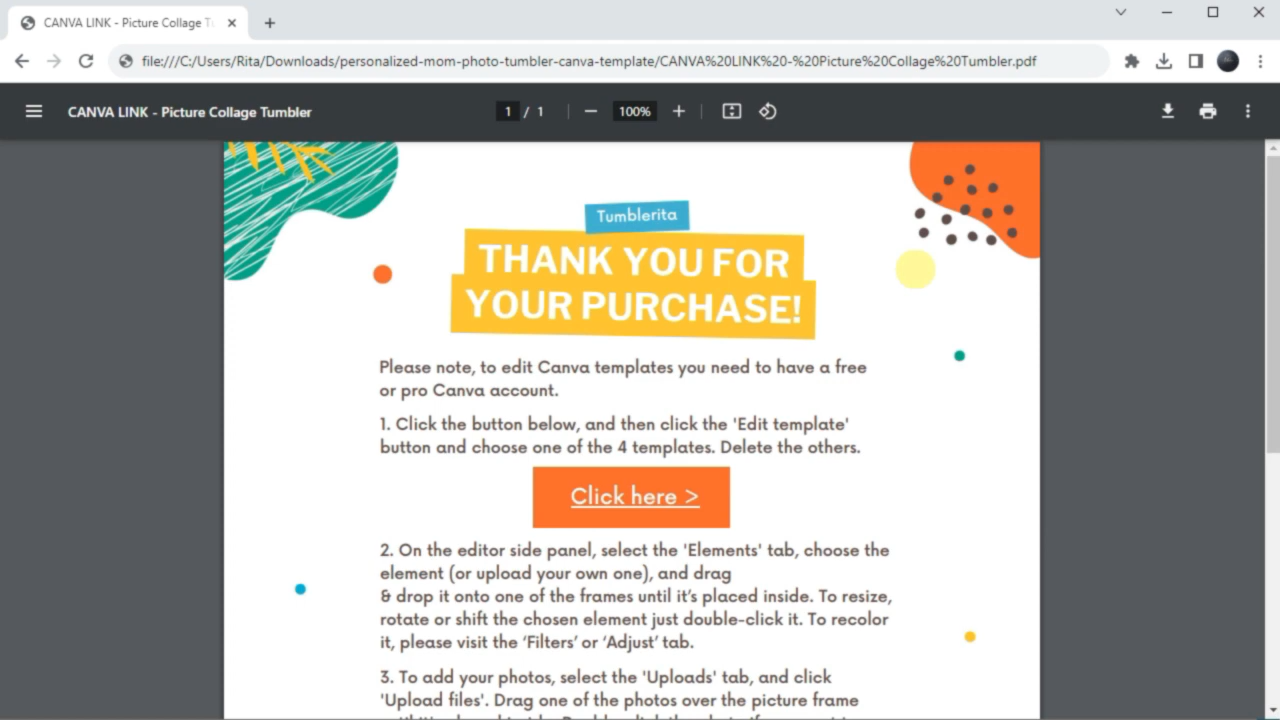 CANVA LINK - Picture Collage T
file:///C:/Users/Rita/Downloads/personalized-mom-photo-tumbler-canva-template/CANVA%20LINK%20-%20Picture%20Collage%20Tumbler.pdf
CANVA LINK - Picture Collage Tumbler
1 / 1
100%
Tumblerita
THANK YOU FOR
YOUR PURCHASE!
Please note, to edit Canva templates you need to have a free
or pro Canva account.
1. Click the button below, and then click the 'Edit template'
button and choose one of the 4 templates. Delete the others.
Click here >
2. On the editor side panel, select the 'Elements' tab, choose the
element (or upload your own one), and drag
& drop it onto one of the frames until it’s placed inside. To resize,
rotate or shift the chosen element just double-click it. To recolor
it, please visit the ‘Filters’ or ‘Adjust’ tab.
3. To add your photos, select the 'Uploads' tab, and click
'Upload files'. Drag one of the photos over the picture frame